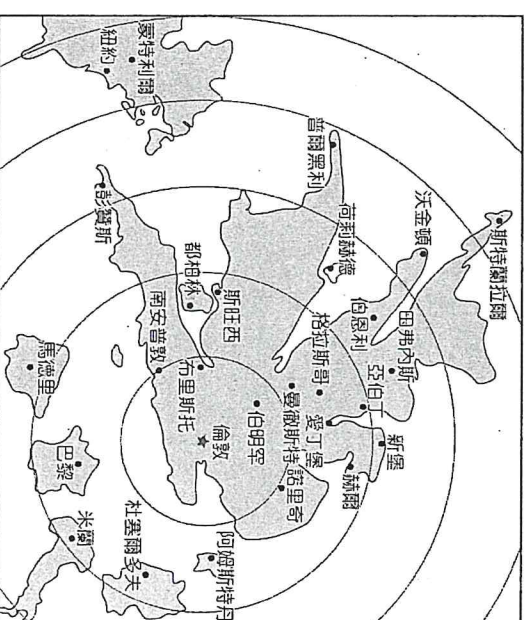 蒙特利爾
紐約
普爾黑利
沃金頓
斯特蘭拉爾
荷利赫德
彭贊斯
都柏林
斯旺西
南安普敦
布里斯托
格拉斯哥
個恩利
因弗內斯
亞伯丁
曼徹斯特
愛丁堡
新堡
赫爾
諾里奇
伯明罕
倫敦
馬德里
巴黎
米蘭
杜塞爾多夫
阿姆斯特丹